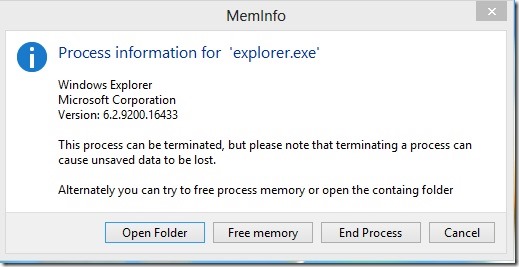 MemInfo
Process information for 'explorer.exe'
Windows Explorer
Microsoft Corporation
Version: 6.2.9200.16433
This process can be terminated, but please note that terminating a process can
cause unsaved data to be lost.
Alternately you can try to free process memory or open the containg folder
Open Folder
Free memory
End Process
Cancel